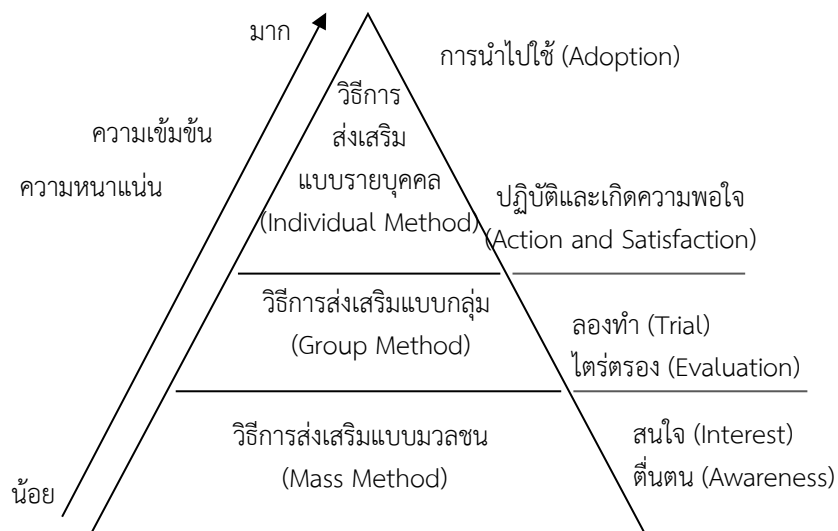 มาก
การนำไปใช้ (Adoption)
วิธีการ
ส่งเสริม
แบบรายบุคคล
(Individual Method)
ความเข้มข้น
ความหนาแน่น
ปฏิบัติและเกิดความพอใจ
(Action and Satisfaction)
วิธีการส่งเสริมแบบกลุ่ม
(Group Method)
ลองทำ (Trial)
ไตร่ตรอง (Evaluation)
วิธีการส่งเสริมแบบมวลชน
(Mass Method)
สนใจ (Interest)
ตื่นตน (Awareness)
น้อย